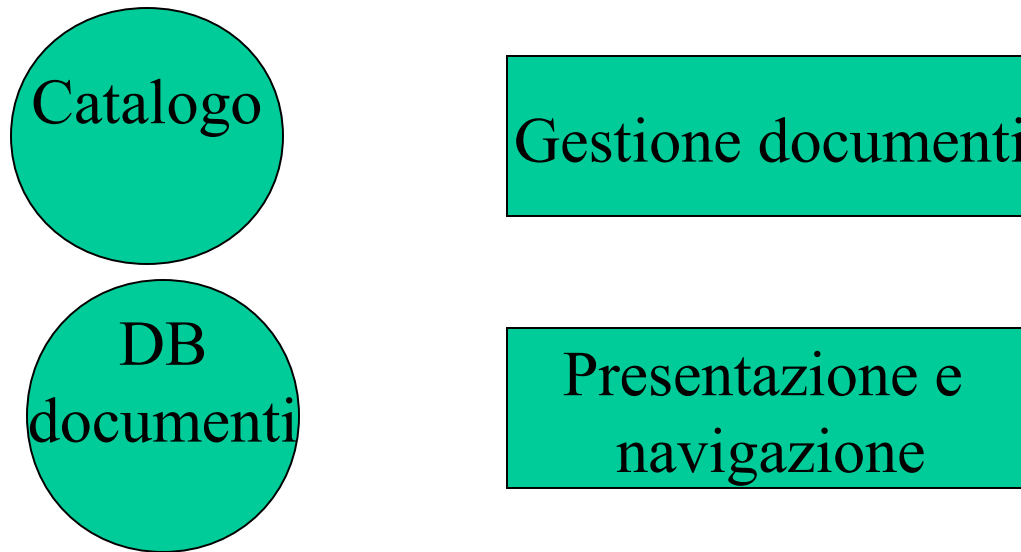 Catalogo
Gestione documenti
DB
documenti
Presentazione e
navigazione